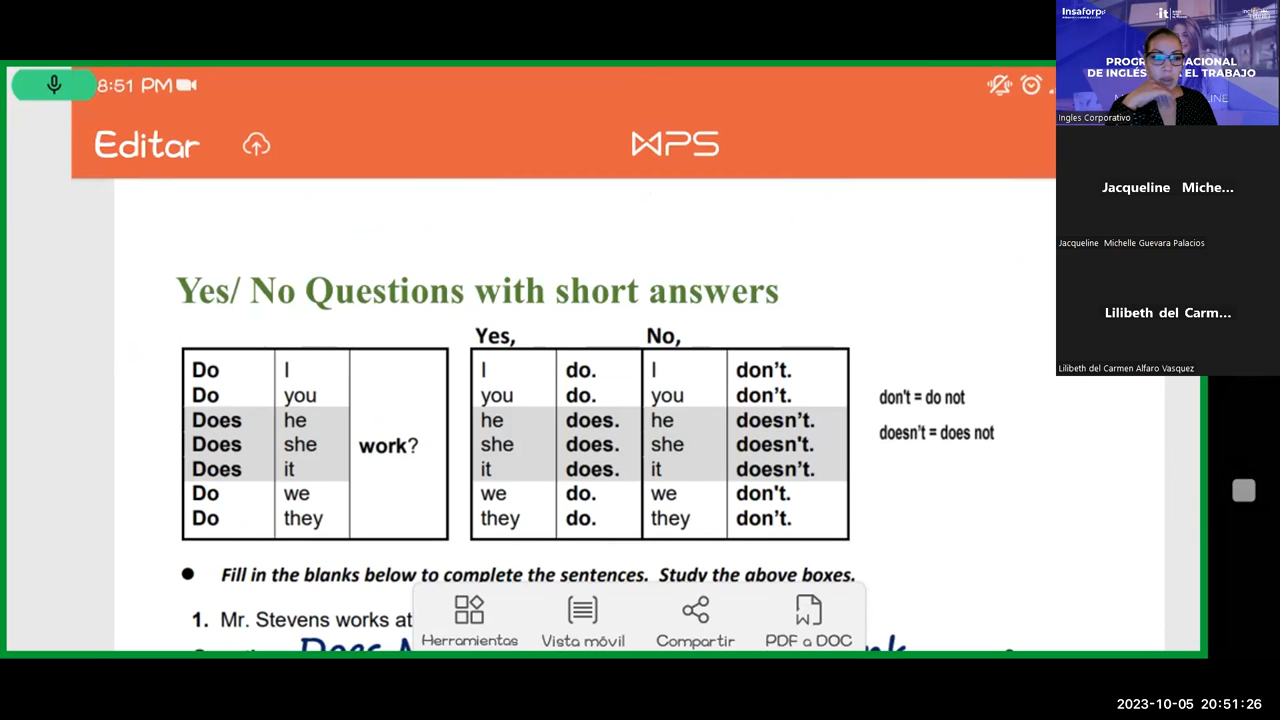 8:51 PM
Editar
WPS
Yes/ No Questions with short answers
Yes, No,
Do I I do. I don't.
Do you you do. you don't.
Does he he does. he doesn't.
Does she work? she does. she doesn't.
Does it it does. it doesn't.
Do we we do. we don't.
Do they they do. they don't.
don't = do not
doesn't = does not
Fill in the blanks below to complete the sentences. Study the above boxes.
1. Mr. Stevens works at
Herramientas Vista móvil Compartir PDF a DOC
Insaforp
it
DE INGLÉS
EL TRABAJO
Ingles Corporativo
Jacqueline Miche...
Jacqueline Michelle Guevara Palacios
Lilibeth del Carm...
Lilibeth del Carmen Alfaro Vasquez
2023-10-05 20:51:26